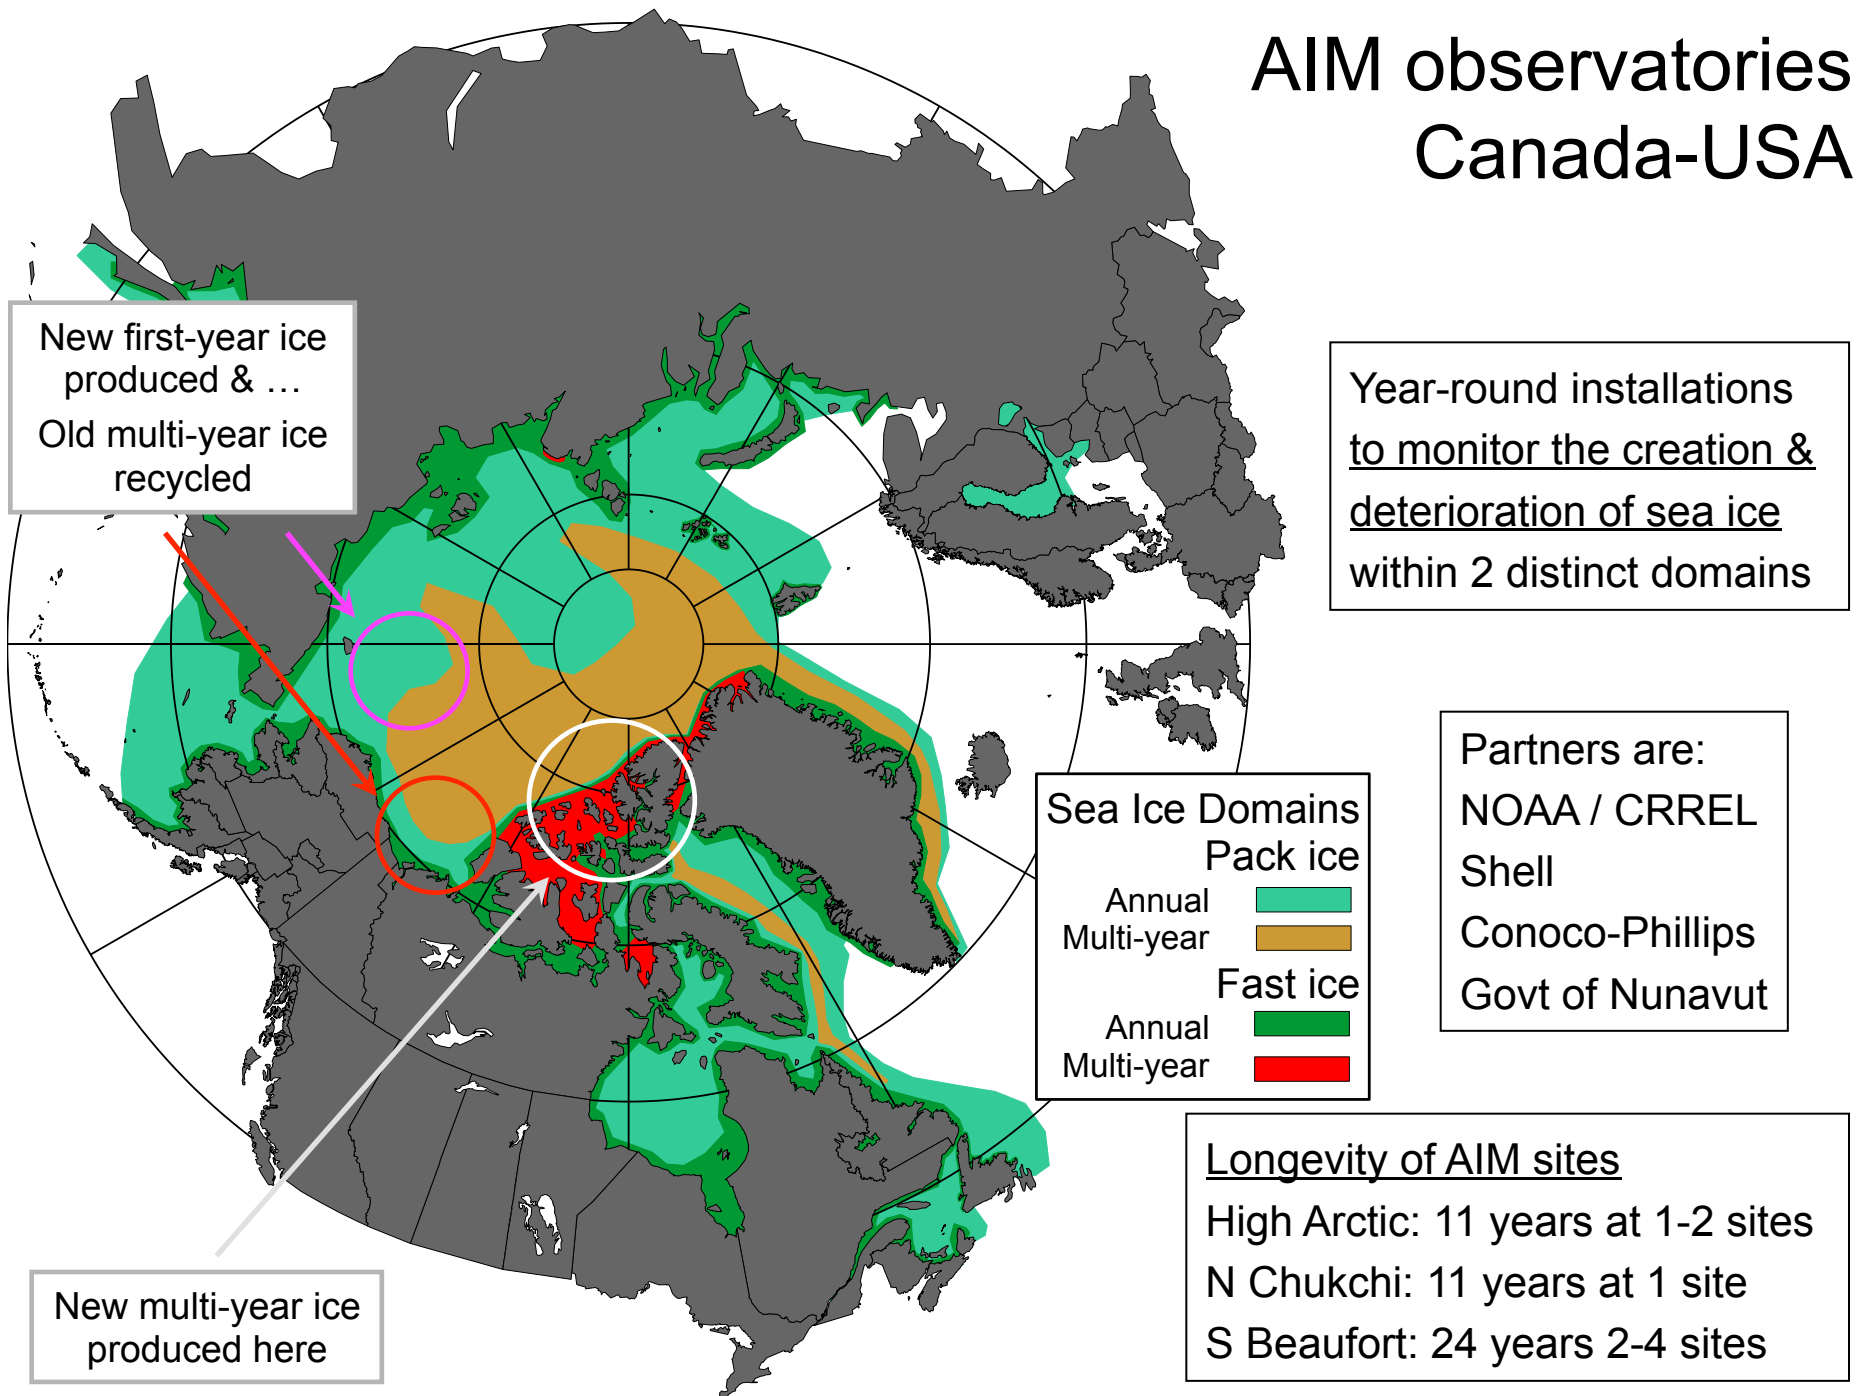 AIM observatories
Canada-USA
New first-year ice
produced & …
Old multi-year ice
recycled
Year-round installations
to monitor the creation &
deterioration of sea ice
within 2 distinct domains
Partners are:
NOAA / CRREL
Shell
Conoco-Phillips
Govt of Nunavut
Sea Ice Domains
Pack ice
Annual
Multi-year
Fast ice
Annual
Multi-year
Longevity of AIM sites
High Arctic: 11 years at 1-2 sites
N Chukchi: 11 years at 1 site
S Beaufort: 24 years 2-4 sites
New multi-year ice
produced here